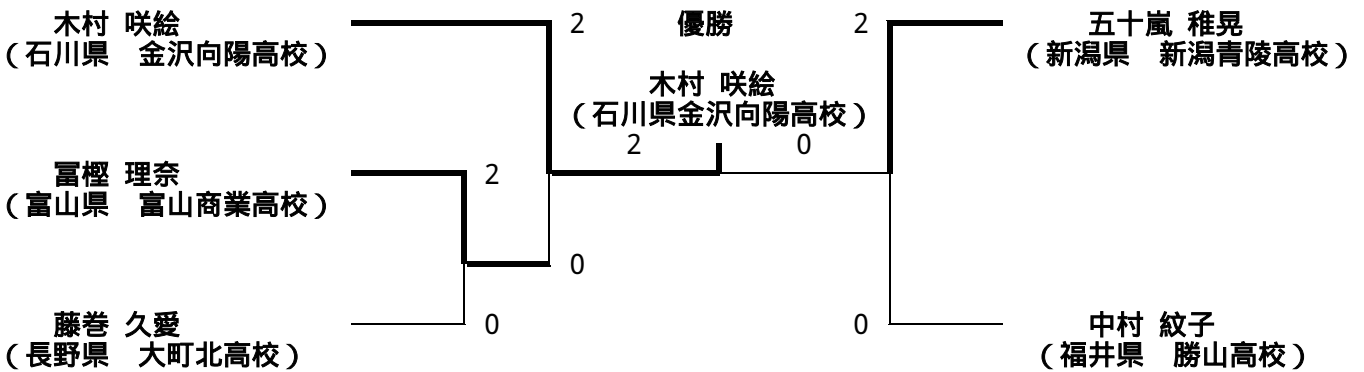 木村 咲絵
(石川県　金沢向陽高校)
2
優勝
2
五十嵐 稚晃
(新潟県　新潟青陵高校)
木村 咲絵
(石川県金沢向陽高校)
2
0
冨樫 理奈
(富山県　富山商業高校)
2
0
藤巻 久愛
(長野県　大町北高校)
0
0
中村 紋子
(福井県　勝山高校)